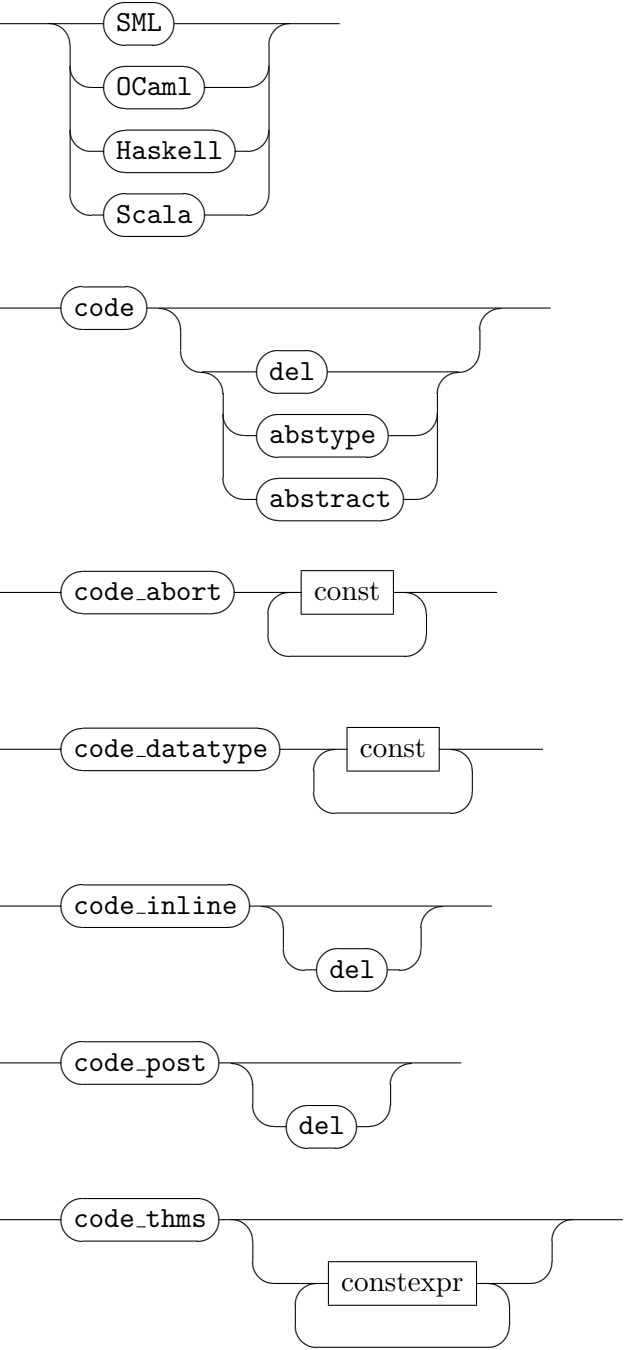 SML
OCaml
Haskell
Scala
code
del
abstype
abstract
code_abort const
code_datatype const
code_inline
del
code_post
del
code_thms
constexpr